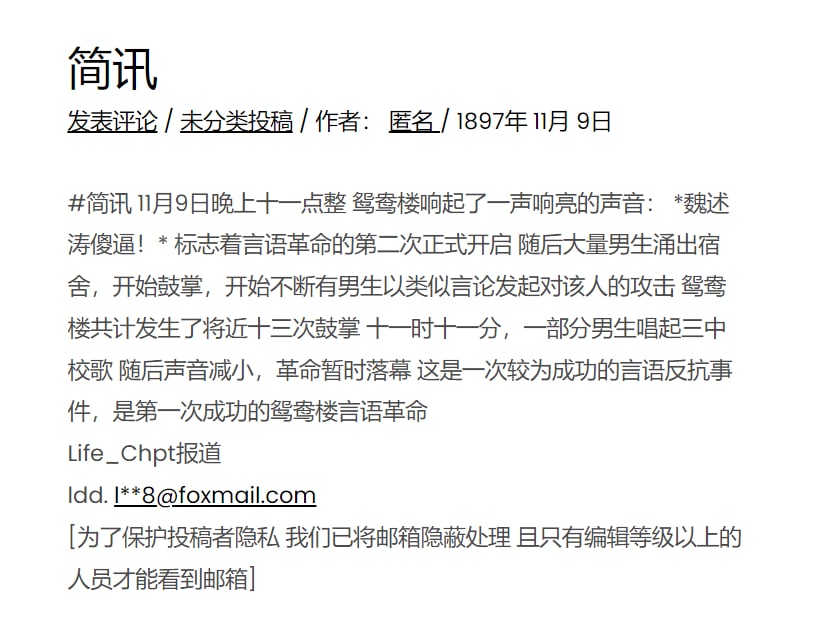 简讯
发表评论 / 未分类投稿 / 作者： 匿名 / 1897年 11月 9日
#简讯 11月9日晚上十一点整 鸳鸯楼响起了一声响亮的声音： *魏述
涛傻逼！* 标志着言语革命的第二次正式开启 随后大量男生涌出宿
舍，开始鼓掌，开始不断有男生以类似言论发起对该人的攻击 鸳鸯
楼共计发生了将近十三次鼓掌 十一时十一分，一部分男生唱起三中
校歌 随后声音减小，革命暂时落幕 这是一次较为成功的言语反抗事
件，是第一次成功的鸳鸯楼言语革命
Life_Chpt报道
ldd. l**8@foxmail.com
[为了保护投稿者隐私 我们已将邮箱隐蔽处理 且只有编辑等级以上的
人员才能看到邮箱]